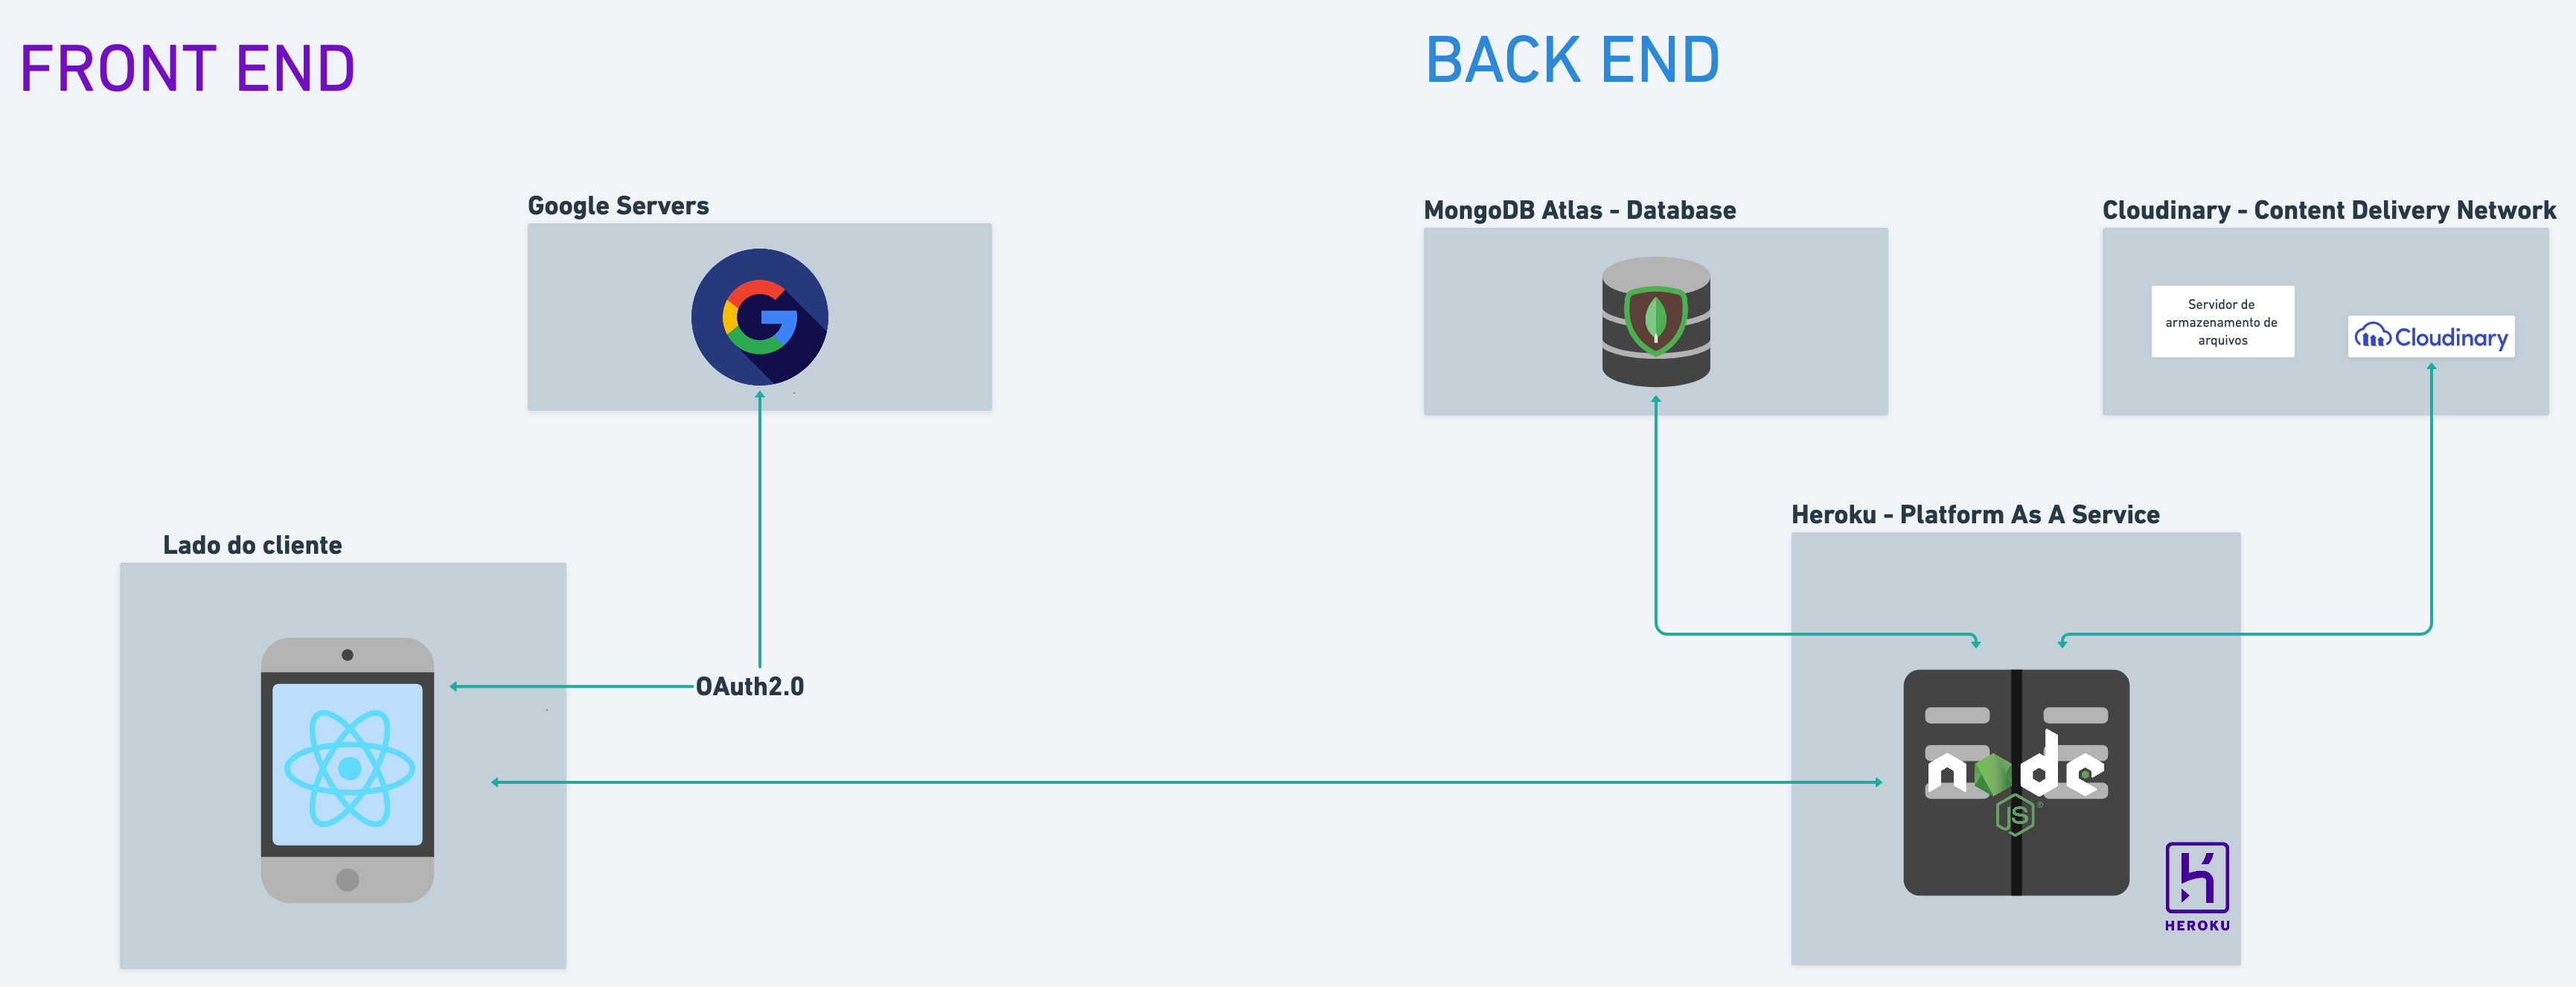 FRONT END
BACK END
Google Servers
MongoDB Atlas - Database
Cloudinary - Content Delivery Network
Servidor de
armazenamento de
arquivos
Cloudinary
Heroku - Platform As A Service
Lado do cliente
OAuth2.0
node
JS®
HEROKU